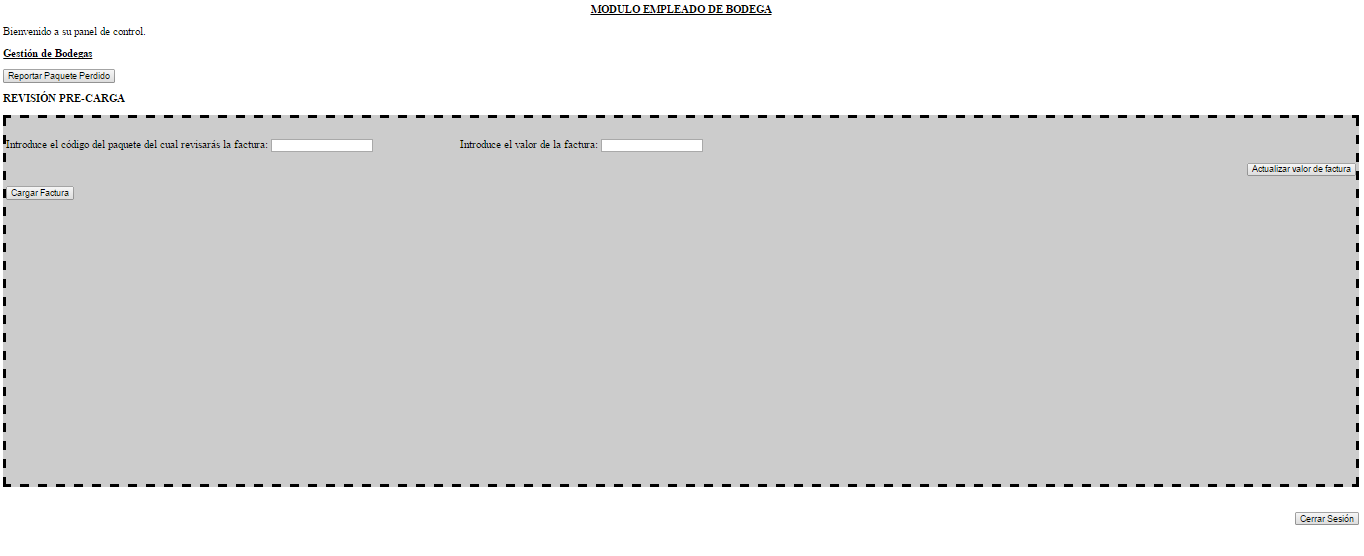 MODULO EMPLEADO DE BODEGA
Bienvenido a su panel de control.
Gestión de Bodegas
Reportar Paquete Perdido
REVISIÓN PRE-CARGA
Introduce el código del paquete del cual revisarás la factura: Introduce el valor de la factura:
Actualizar valor de factura
Cargar Factura
Cerrar Sesión